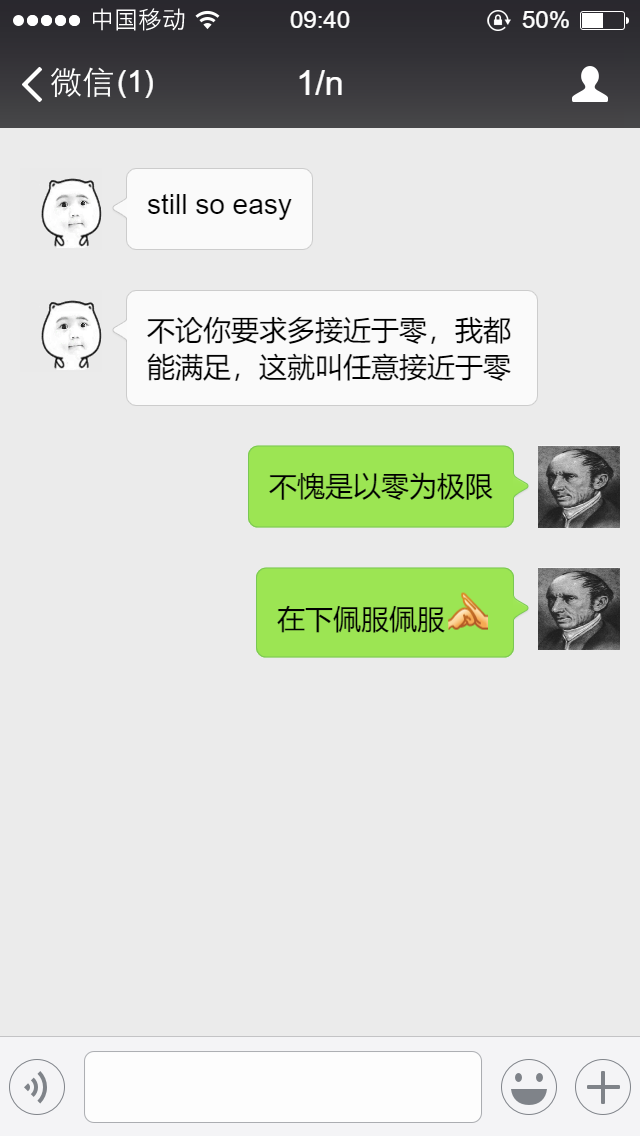 中国移动 09:40 50%
微信(1) 1/n
still so easy
不论你要求多接近于零，我都
能满足，这就叫任意接近于零
不愧是以零为极限
在下佩服佩服